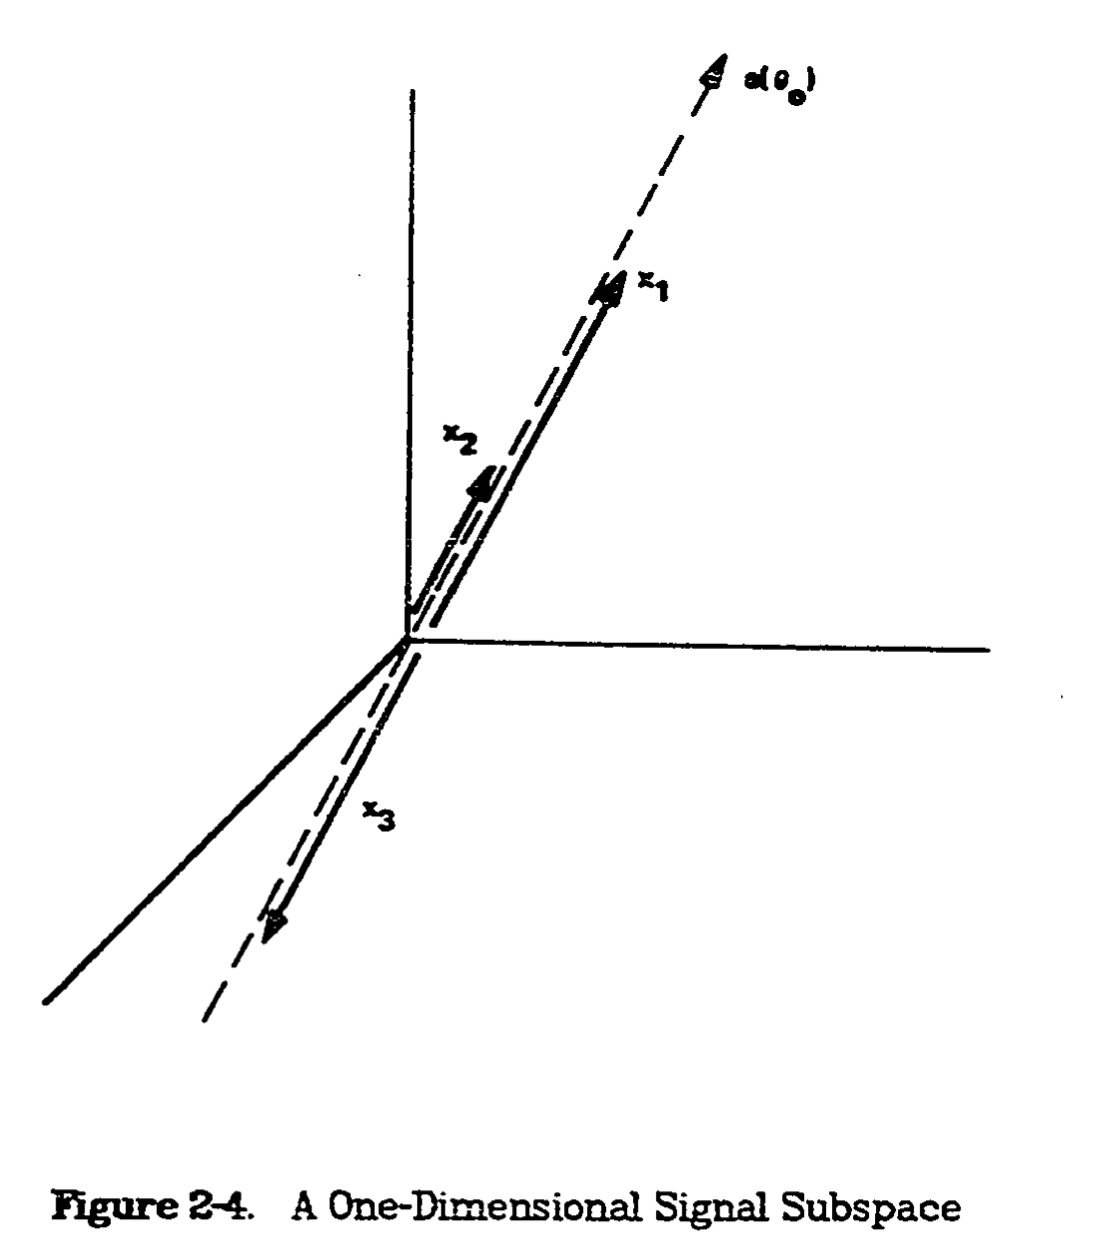 a(θ₀)
x₁
x₂
x₃
Figure 2-4. A One-Dimensional Signal Subspace